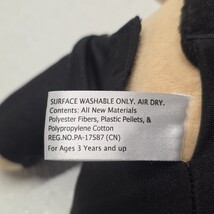 SURFACE WASHABLE ONLY. AIR DRY.
Contents: All New Materials
Polyester Fibers, Plastic Pellets, &
Polypropylene Cotton
REG.NO.PA-17587 (CN)
For Ages 3 Years and up